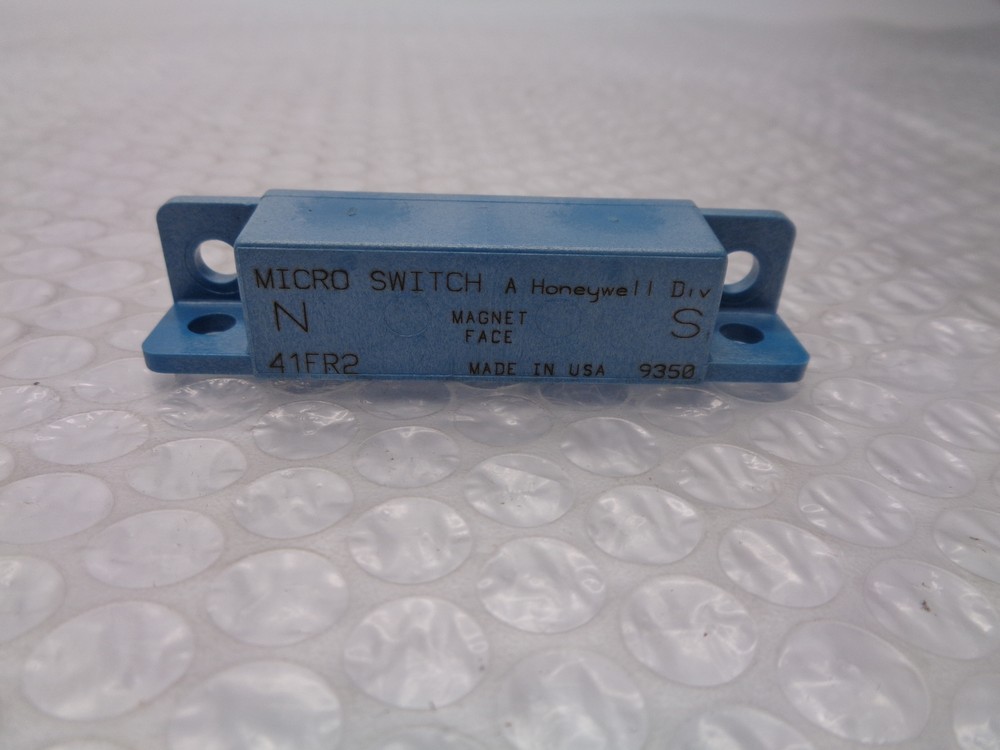 MICRO SWITCH A Honeywell Div
N MAGNET S
FACE
41FR2 MADE IN USA 9350